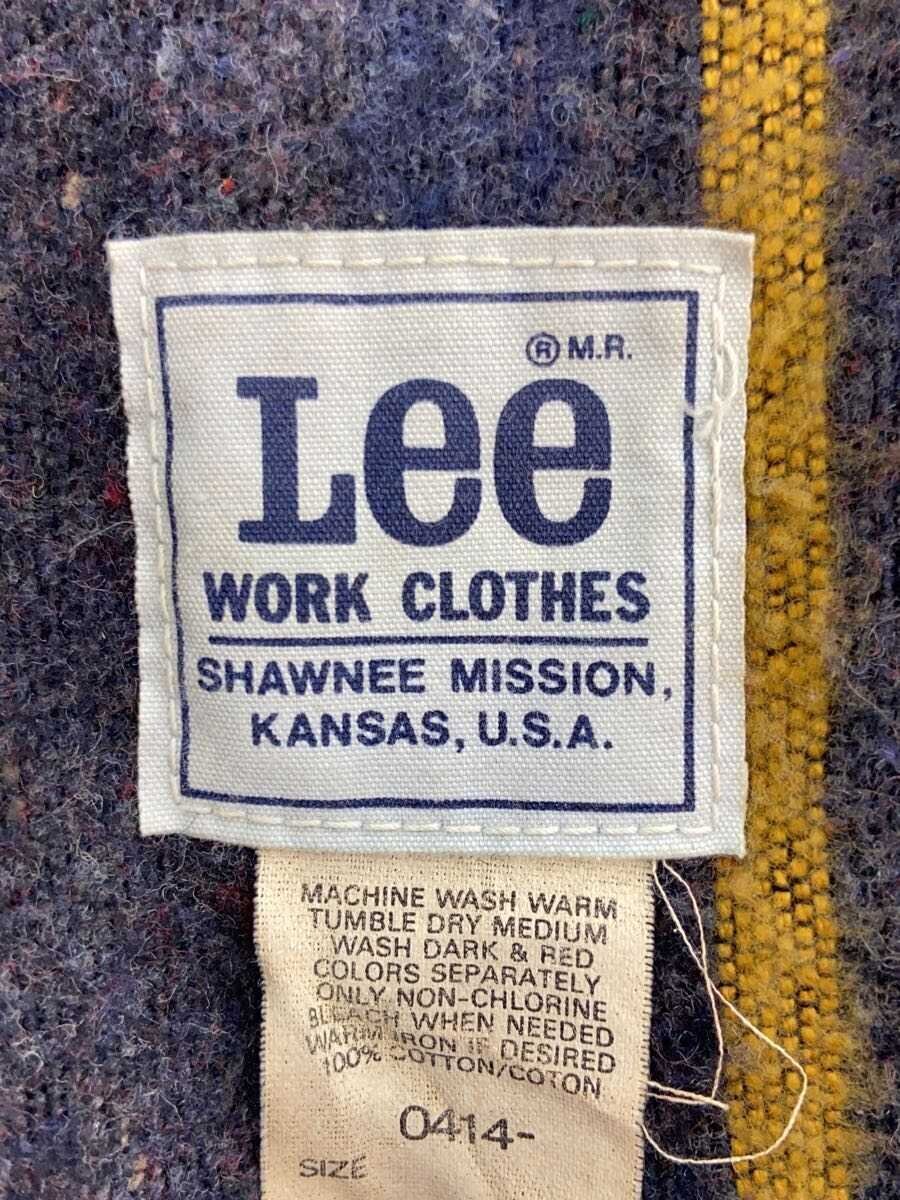 ® M.R.
Lee
WORK CLOTHES
SHAWNEE MISSION,
KANSAS, U.S.A.
MACHINE WASH WARM
TUMBLE DRY MEDIUM
WASH DARK & RED
COLORS SEPARATELY
ONLY NON-CHLORINE
BLEACH WHEN NEEDED
WARM IRON IF DESIRED
100% COTTON/COTON
0414-
SIZE